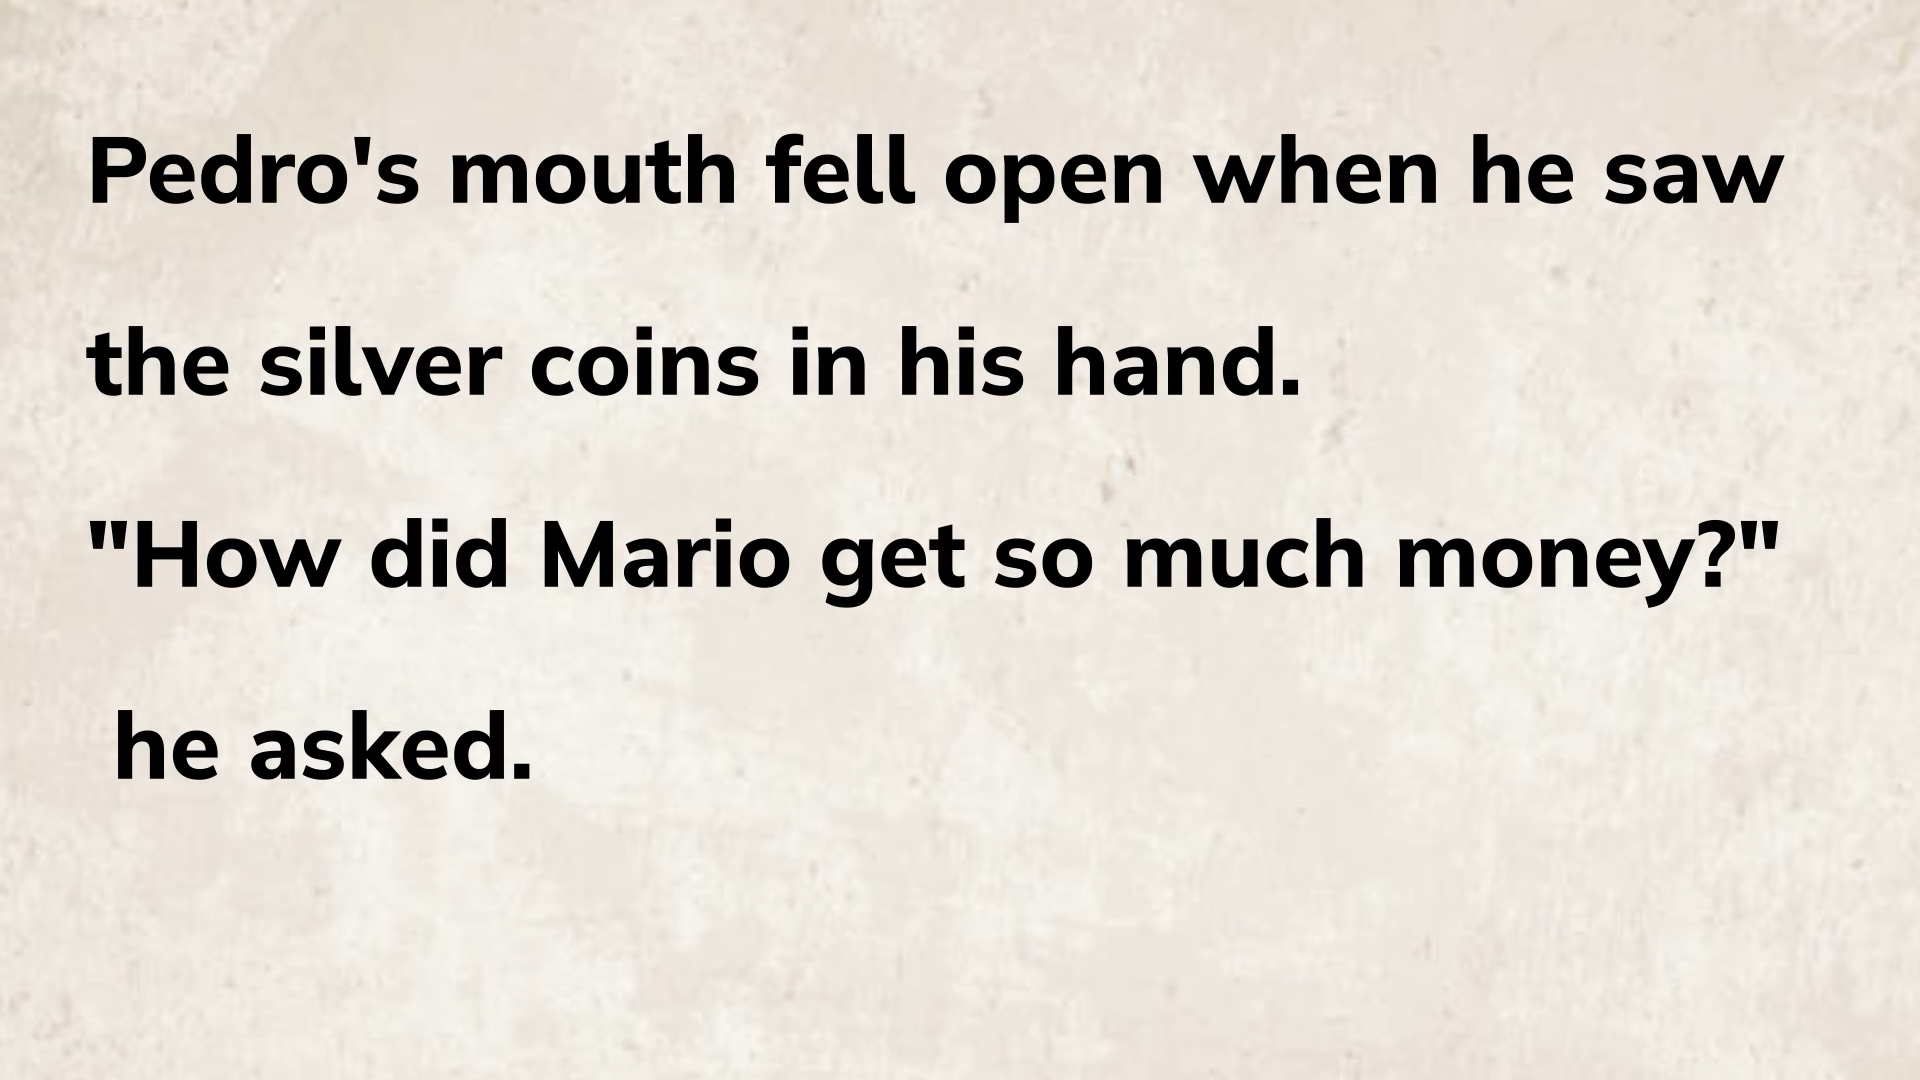 Pedro's mouth fell open when he saw
the silver coins in his hand.
"How did Mario get so much money?"
he asked.